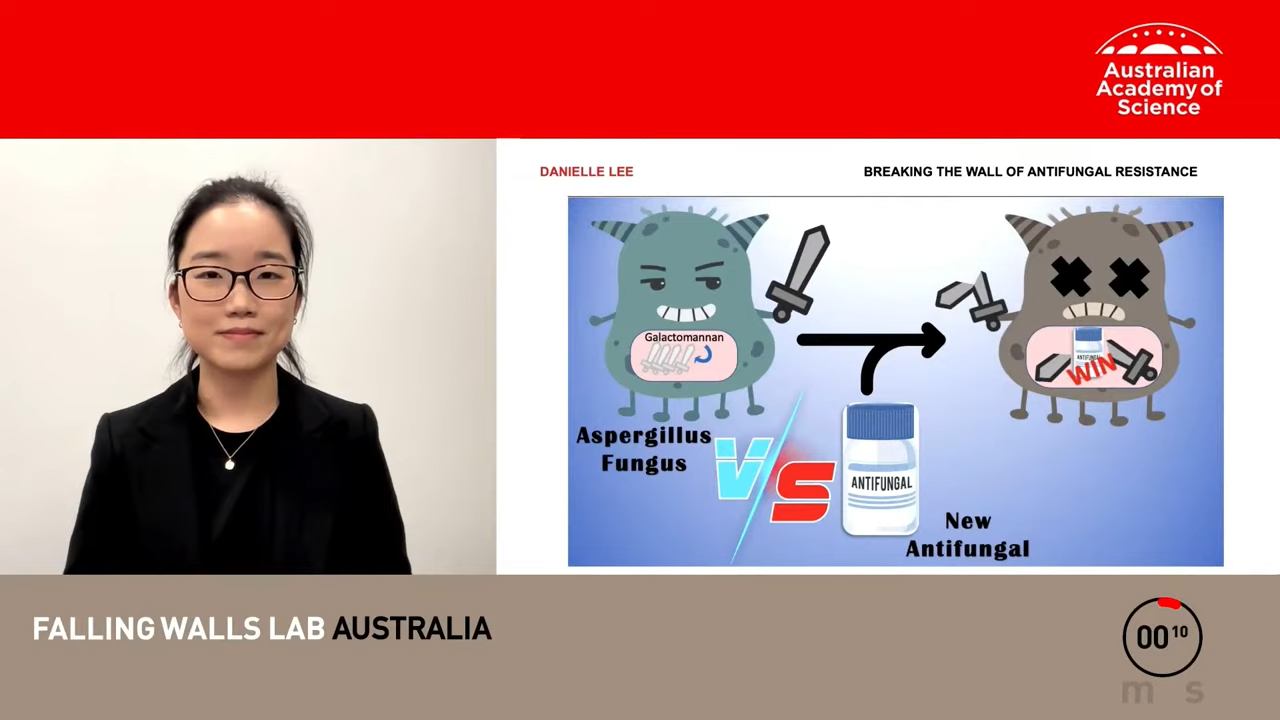 Australian
Academy of
Science
DANIELLE LEE
BREAKING THE WALL OF ANTIFUNGAL RESISTANCE
Galactomannan
ANTIFUNGAL
WIN
Aspergillus
Fungus
VS
ANTIFUNGAL
New
Antifungal
FALLING WALLS LAB AUSTRALIA
00 10
m s